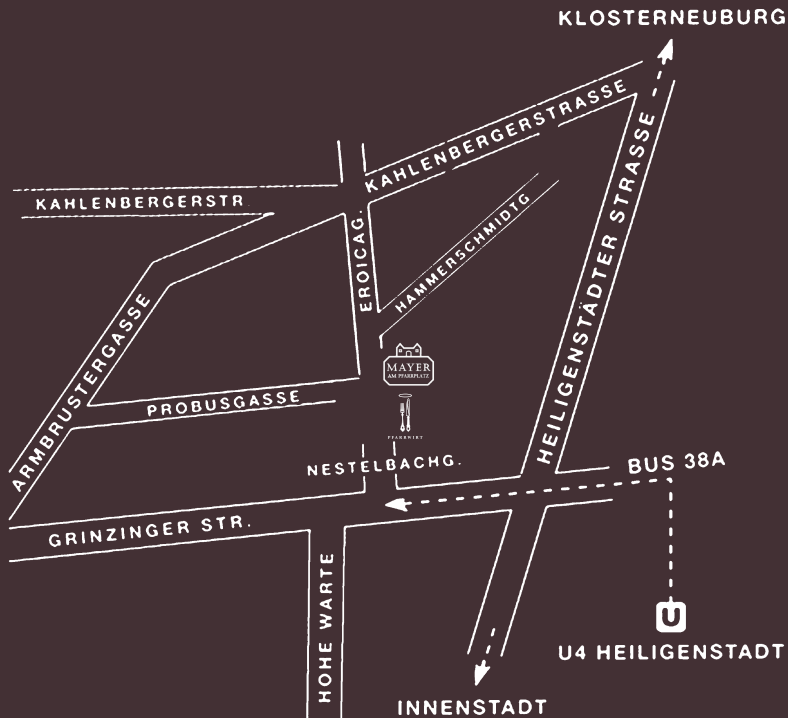 KLOSTERNEUBURG
KAHLENBERGERSTRASSE
KAHLENBERGERSTR
EROICAG.
HAMMERSCHMIDTG
HEILIGENSTÄDTER STRASSE
ARMBRUSTERGASSE
MAYER
AM PFARRPLATZ
PROBUSGASSE
PFARRWIRT
NESTELBACHG.
BUS 38A
GRINZINGER STR.
HOHE WARTE
U
U4 HEILIGENSTADT
INNENSTADT